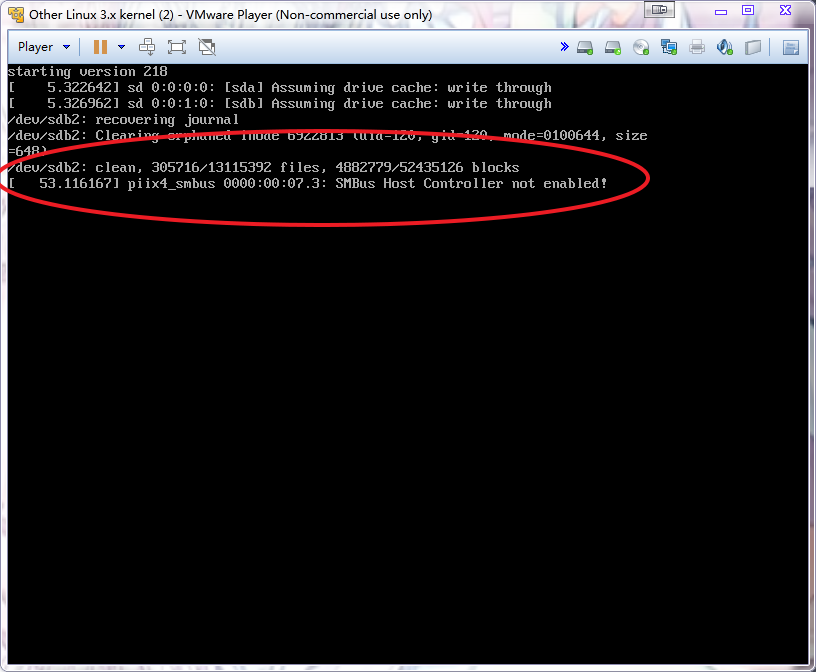 Other Linux 3.x kernel (2) - VMware Player (Non-commercial use only)
Player
starting version 218
[    5.322642] sd 0:0:0:0: [sda] Assuming drive cache: write through
[    5.326962] sd 0:0:1:0: [sdb] Assuming drive cache: write through
/dev/sdb2: recovering journal
/dev/sdb2: Clearing orphaned inode 6922813 (uid=120, gid=120, mode=0100644, size
=648)
/dev/sdb2: clean, 305716/13115392 files, 4882779/52435126 blocks
[   53.116167] piix4_smbus 0000:00:07.3: SMBus Host Controller not enabled!